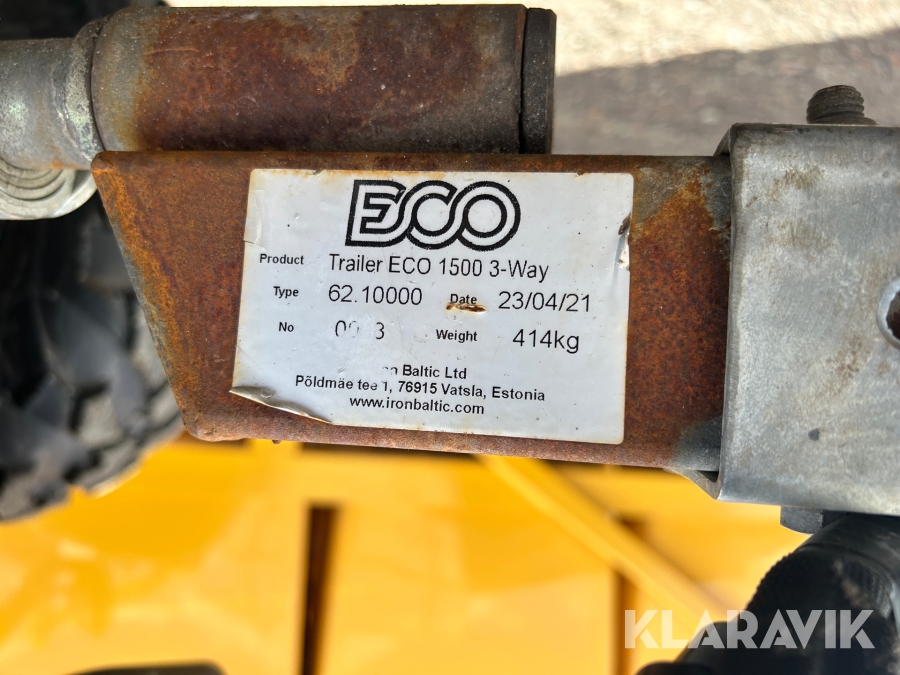 ECO
Product Trailer ECO 1500 3-Way
Type 62.10000 Date 23/04/21
No Weight 414kg
Baltic Ltd
Põldmäe tee 1, 76915 Vatsla, Estonia
www.ironbaltic.com
KLARAVIK